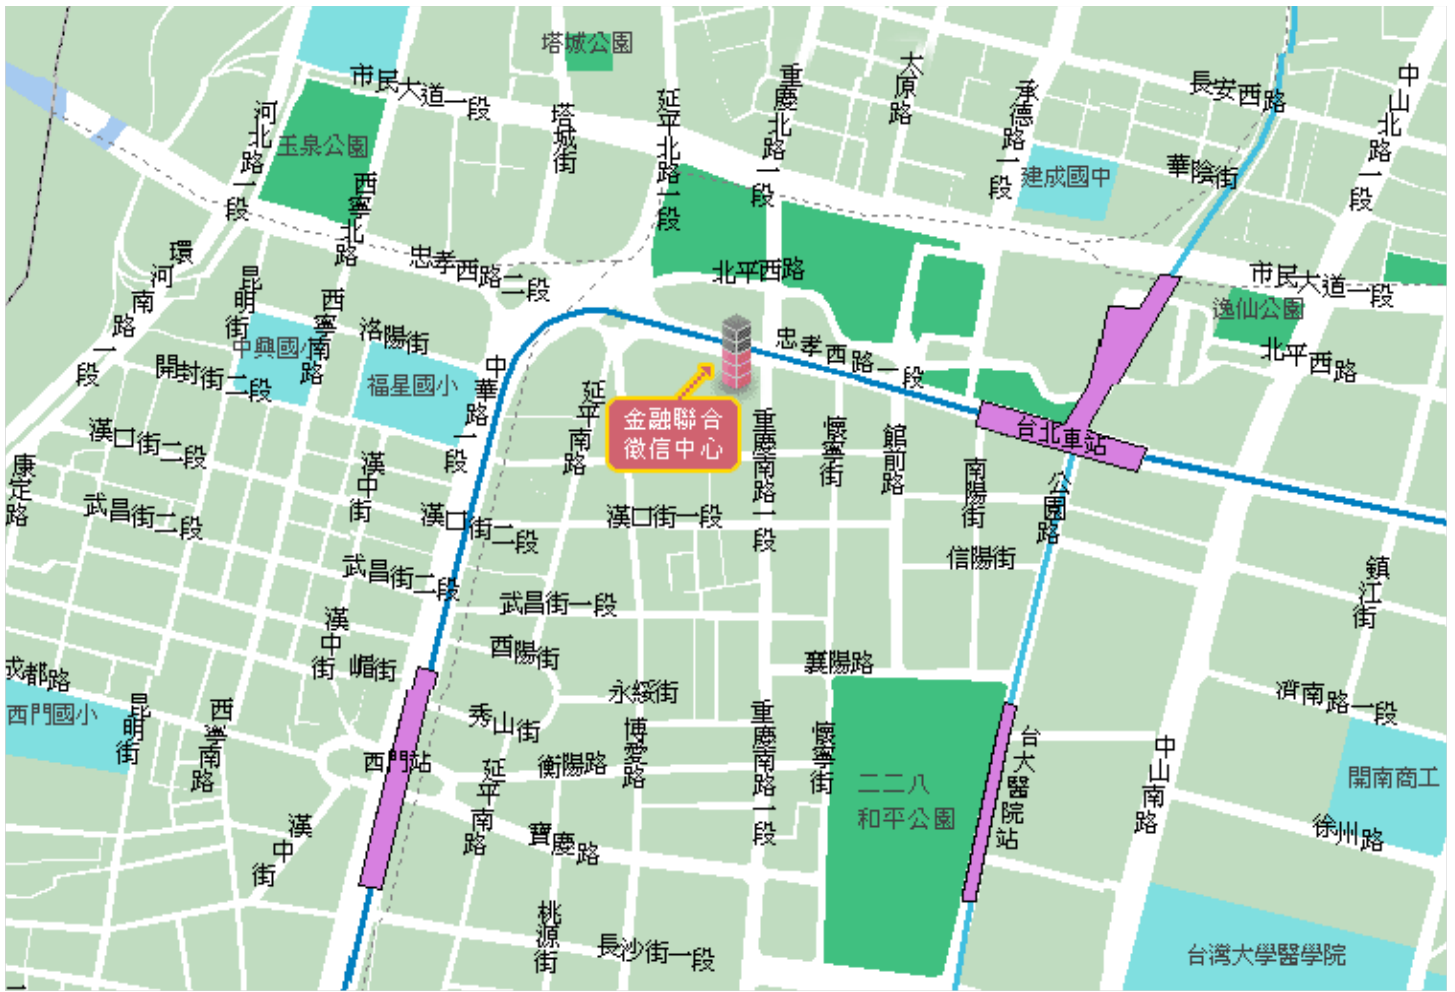 塔城公園
市民大道一段
河北路一段
玉泉公園
塔城街
延平北路一段
重慶北路一段
太原路
承德路一段
長安西路
中山北路一段
華陰街
建成國中
西寧北路
忠孝西路二段
北平西路
市民大道一段
逸仙公園
北平西路
環河南路一段
昆明街
西寧南路
中興國小
洛陽街
福星國小
開封街二段
中華路一段
延平南路
忠孝西路一段
金融聯合
徵信中心
重慶南路一段
懷寧街
館前路
南陽街
台北車站
公園路
漢口街二段
康定路
武昌街二段
漢中街
漢口街二段
漢口街一段
信陽街
鎮江街
武昌街二段
武昌街一段
漢中街
峨街
酉陽街
襄陽路
永綏街
成都路
西門國小
昆明街
西寧南路
秀山街
博愛路
重慶南路一段
懷寧街
濟南路一段
西門站
衡陽路
延平南路
二二八
和平公園
台大醫院站
中山南路
開南商工
徐州路
漢中街
寶慶路
桃源街
長沙街一段
台灣大學醫學院